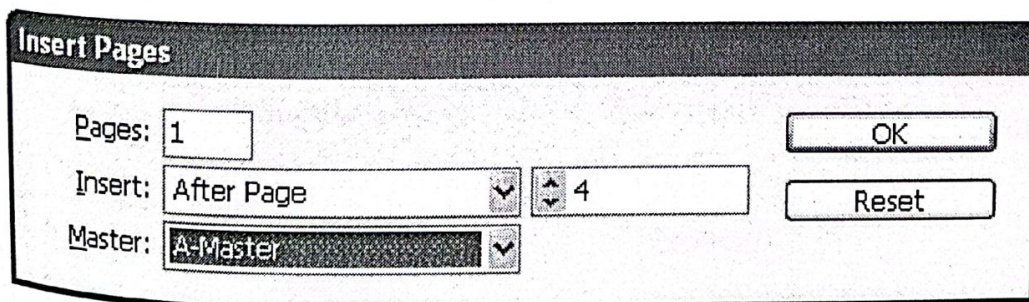 Insert Pages
Pages: 1
OK
Insert: After Page 4
Reset
Master: A-Master